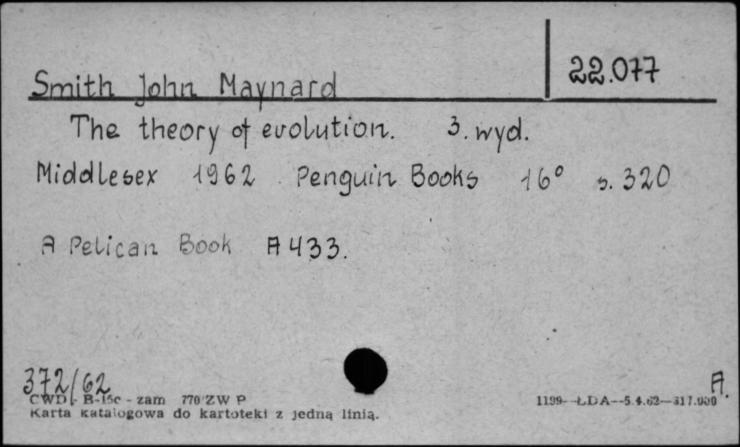 22.077
Smith John Maynard
The theory of evolution. 3. wyd.
Middlesex 1962 Penguin Books 16° s. 320
A Pelican Book A 433.
372/62 A.
CWD - B-15c - zam 770 ZW P 1199--ŁDA--5.4.62--317.000
Karta katalogowa do kartoteki z jedną linią.